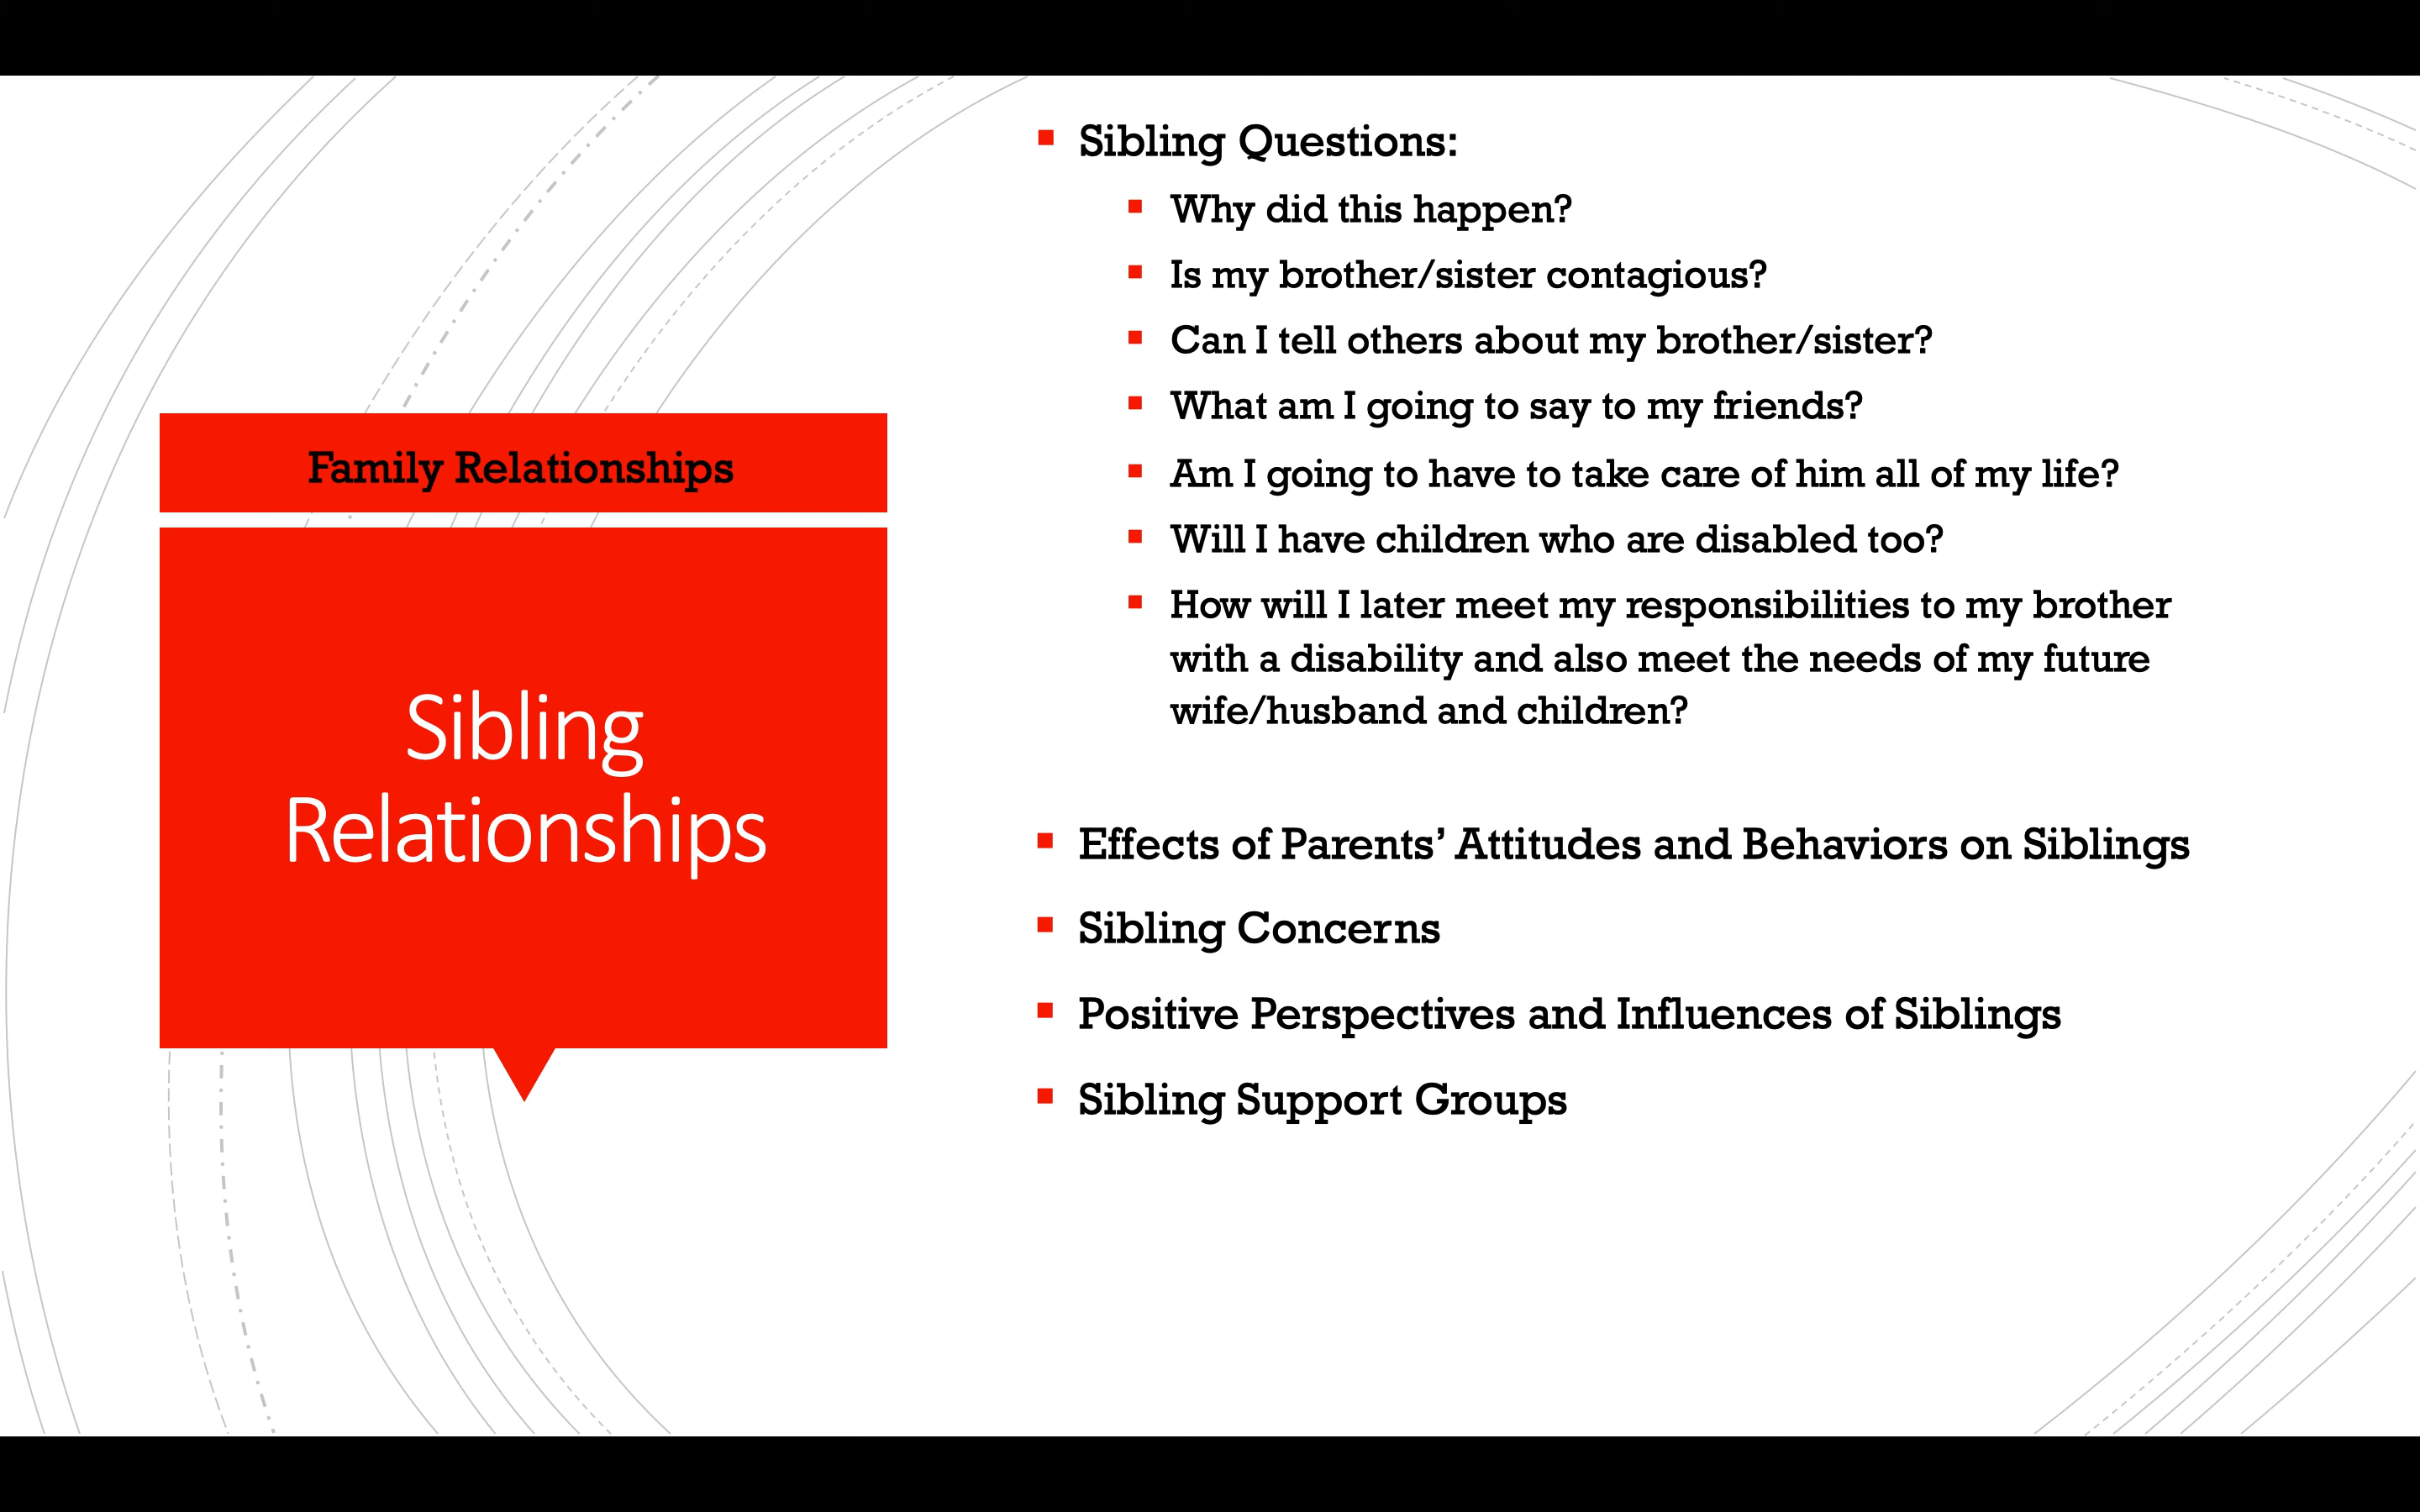 Family Relationships
Sibling
Relationships
Sibling Questions:
Why did this happen?
Is my brother/sister contagious?
Can I tell others about my brother/sister?
What am I going to say to my friends?
Am I going to have to take care of him all of my life?
Will I have children who are disabled too?
How will I later meet my responsibilities to my brother
with a disability and also meet the needs of my future
wife/husband and children?
Effects of Parents’ Attitudes and Behaviors on Siblings
Sibling Concerns
Positive Perspectives and Influences of Siblings
Sibling Support Groups